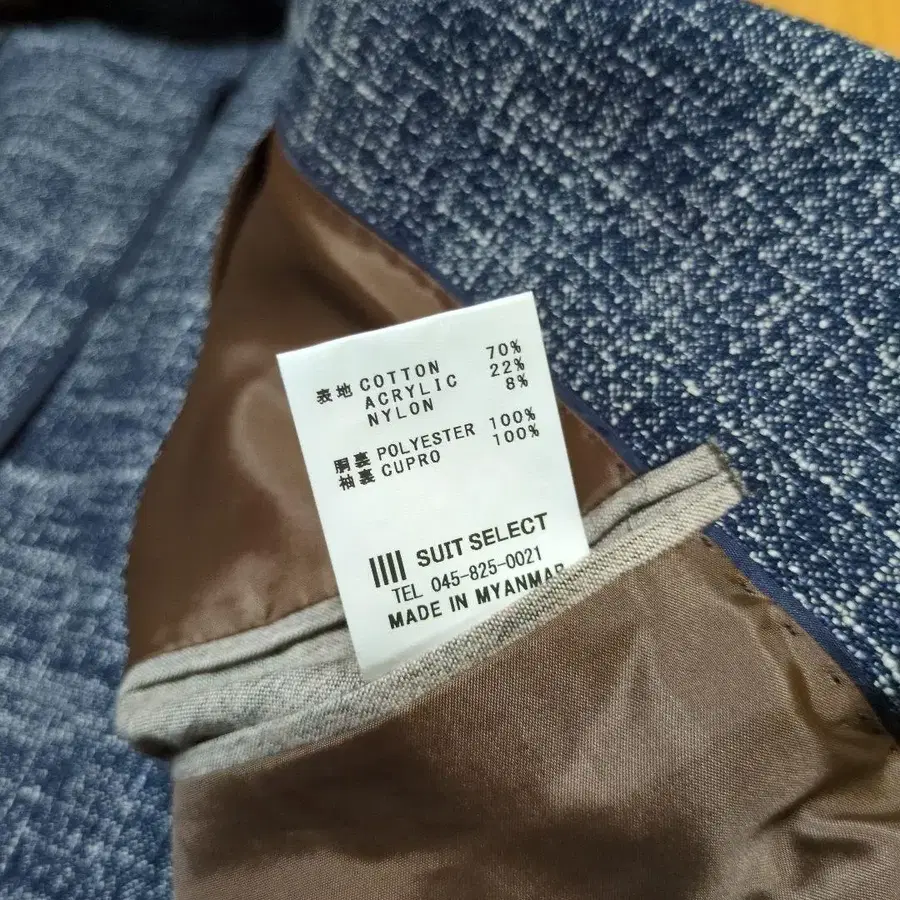 表地 COTTON 70%
ACRYLIC 22%
NYLON 8%
胴裏 POLYESTER 100%
袖裏 CUPRO 100%
SUIT SELECT
TEL 045-825-0021
MADE IN MYANMAR